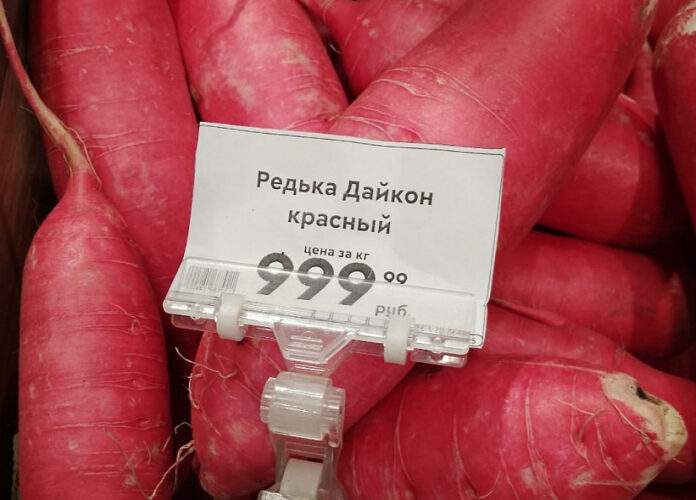 Редька Дайкон
красный
цена за кг
999 99
руб.